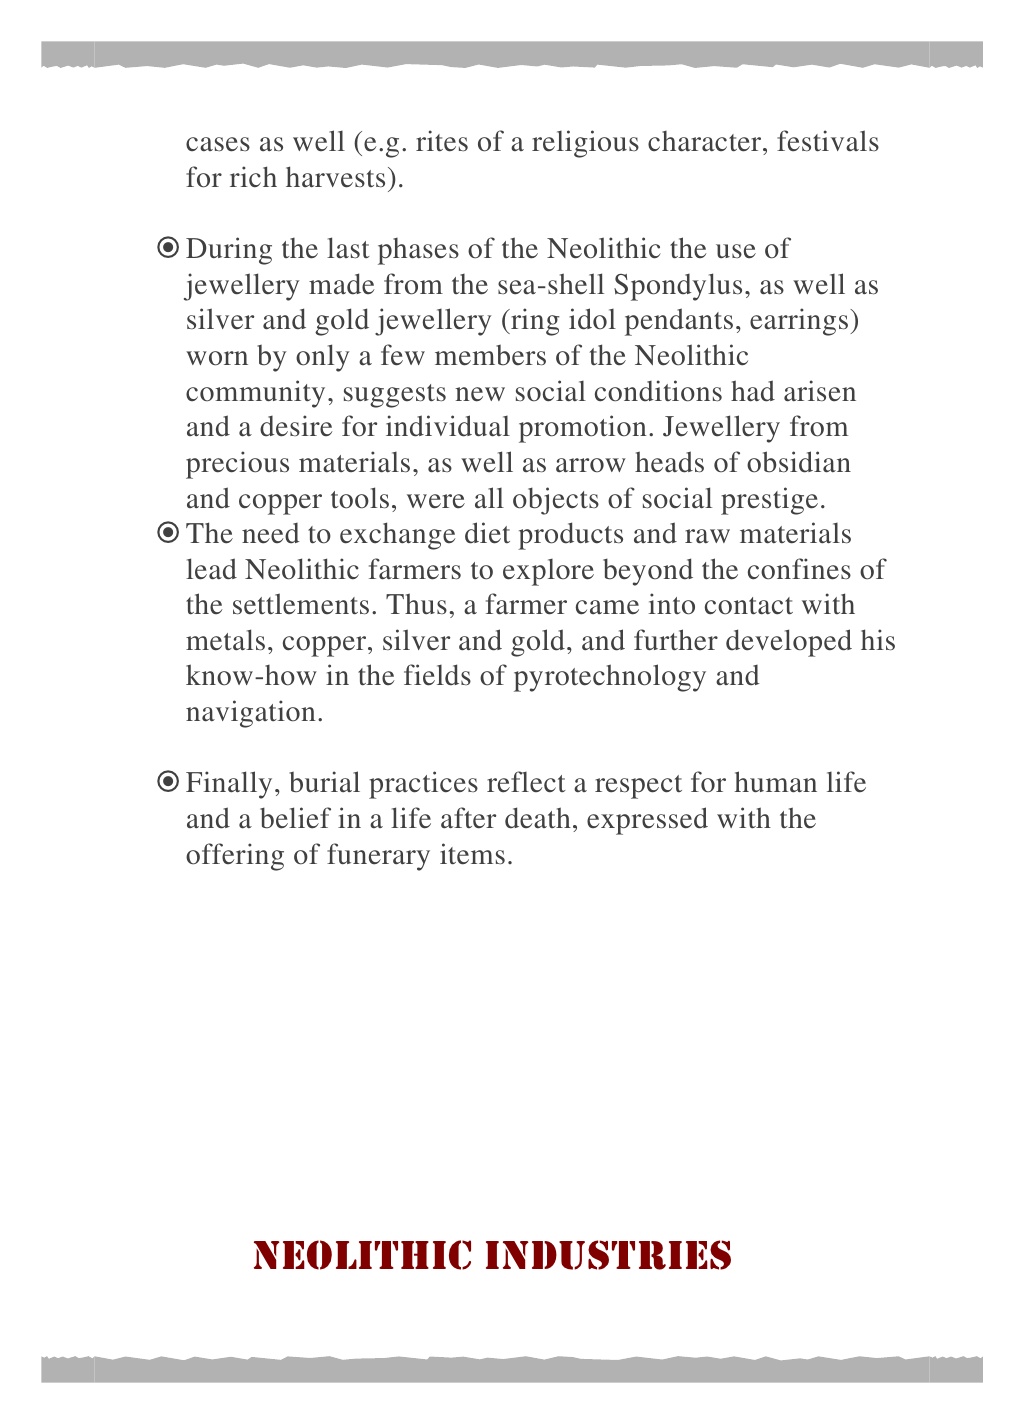 cases as well (e.g. rites of a religious character, festivals
for rich harvests).
During the last phases of the Neolithic the use of
jewellery made from the sea-shell Spondylus, as well as
silver and gold jewellery (ring idol pendants, earrings)
worn by only a few members of the Neolithic
community, suggests new social conditions had arisen
and a desire for individual promotion. Jewellery from
precious materials, as well as arrow heads of obsidian
and copper tools, were all objects of social prestige.
The need to exchange diet products and raw materials
lead Neolithic farmers to explore beyond the confines of
the settlements. Thus, a farmer came into contact with
metals, copper, silver and gold, and further developed his
know-how in the fields of pyrotechnology and
navigation.
Finally, burial practices reflect a respect for human life
and a belief in a life after death, expressed with the
offering of funerary items.
NEOLITHIC INDUSTRIES